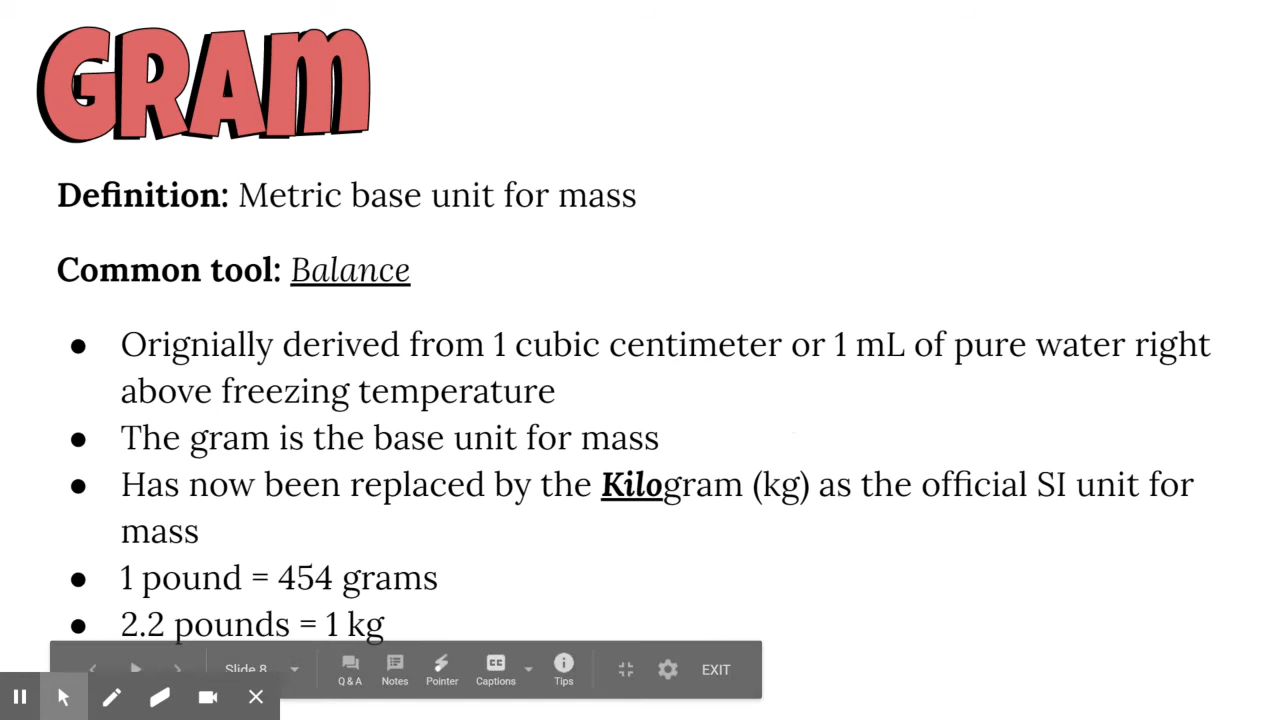 GRAM
Definition: Metric base unit for mass
Common tool: Balance
● Orignially derived from 1 cubic centimeter or 1 mL of pure water right
above freezing temperature
● The gram is the base unit for mass
● Has now been replaced by the Kilogram (kg) as the official SI unit for
mass
● 1 pound = 454 grams
● 2.2 pounds = 1 kg
Slide 8
Q & A Notes Pointer Captions Tips EXIT